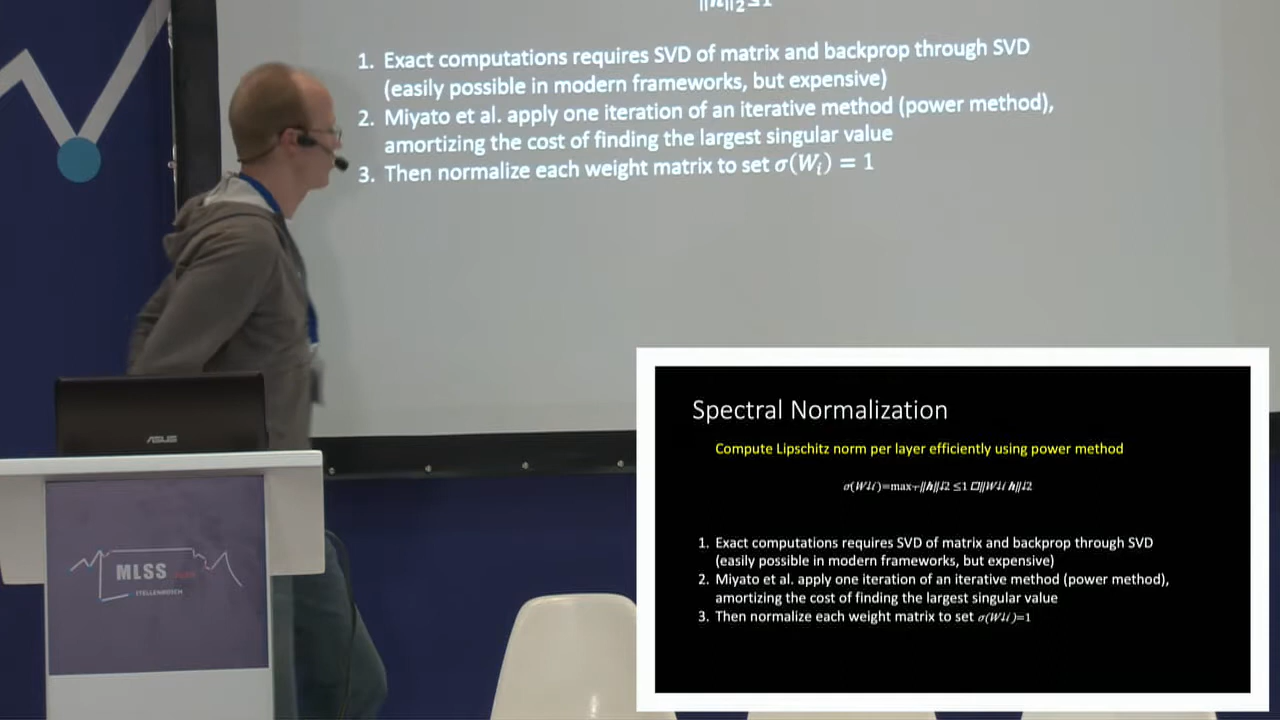 1. Exact computations requires SVD of matrix and backprop through SVD
(easily possible in modern frameworks, but expensive)
2. Miyato et al. apply one iteration of an iterative method (power method),
amortizing the cost of finding the largest singular value
3. Then normalize each weight matrix to set σ(Wᵢ) = 1
ASUS
MLSS
STELLENBOSCH
Spectral Normalization
Compute Lipschitz norm per layer efficiently using power method
σ(W↓i)=max┬‖h‖↓2 ≤1 □‖W↓i h‖↓2
1. Exact computations requires SVD of matrix and backprop through SVD
(easily possible in modern frameworks, but expensive)
2. Miyato et al. apply one iteration of an iterative method (power method),
amortizing the cost of finding the largest singular value
3. Then normalize each weight matrix to set σ(W↓i)=1